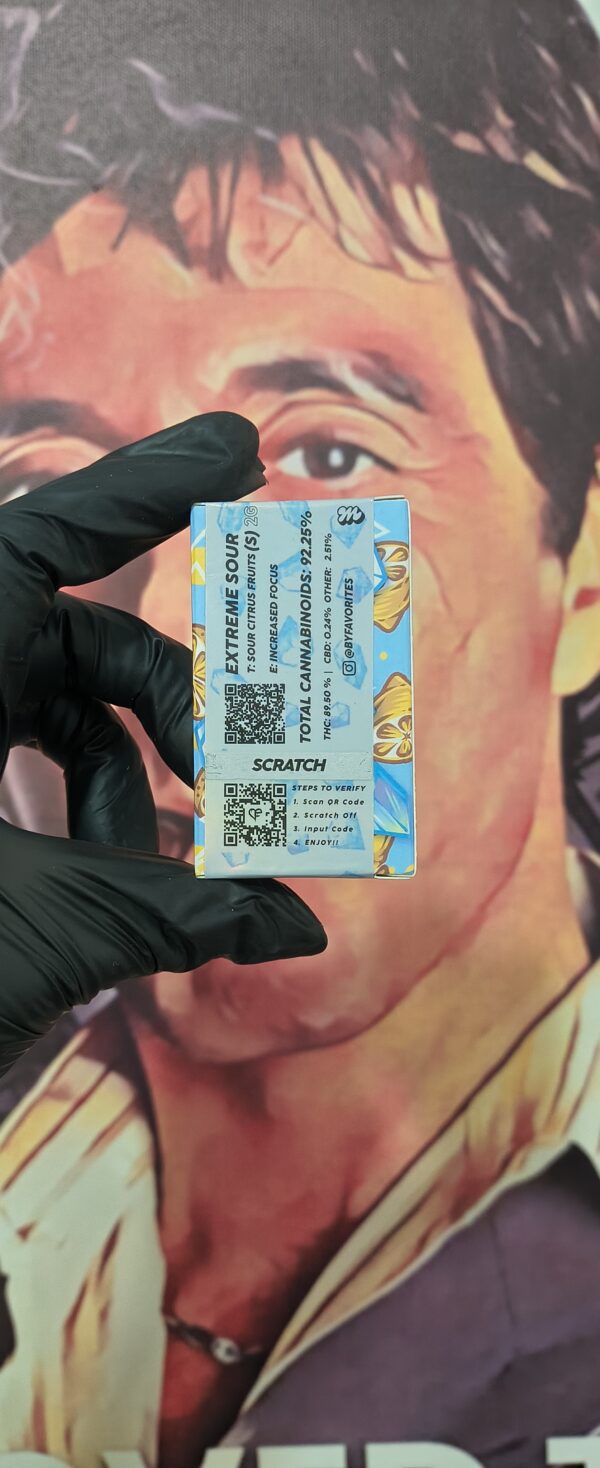 EXTREME SOUR
T: SOUR CITRUS FRUITS (S) 2G
E: INCREASED FOCUS
TOTAL CANNABINOIDS: 92.25%
THC: 89.50 % | CBD: 0.24% OTHER: 2.51%
@BYFAVORITES
SCRATCH
STEPS TO VERIFY
1. Scan QR Code
2. Scratch Off
3. Input Code
4. ENJOY!!